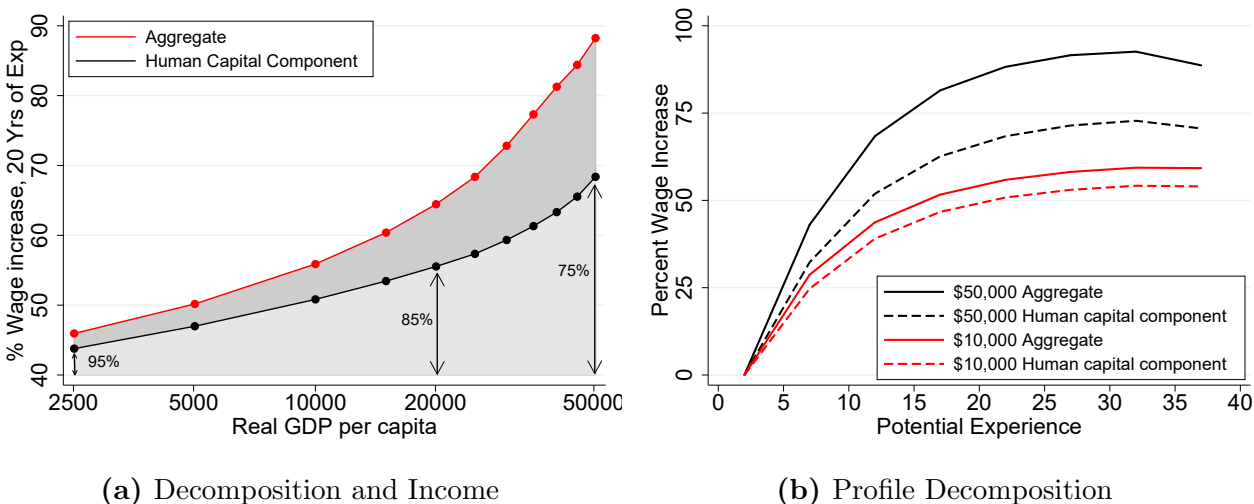 % Wage increase, 20 Yrs of Exp
90
80
70
60
50
40
Aggregate
Human Capital Component
95%
85%
75%
2500
5000
10000
20000
50000
Real GDP per capita
(a) Decomposition and Income
Percent Wage Increase
100
75
50
25
0
$50,000 Aggregate
$50,000 Human capital component
$10,000 Aggregate
$10,000 Human capital component
0
5
10
15
20
25
30
35
40
Potential Experience
(b) Profile Decomposition